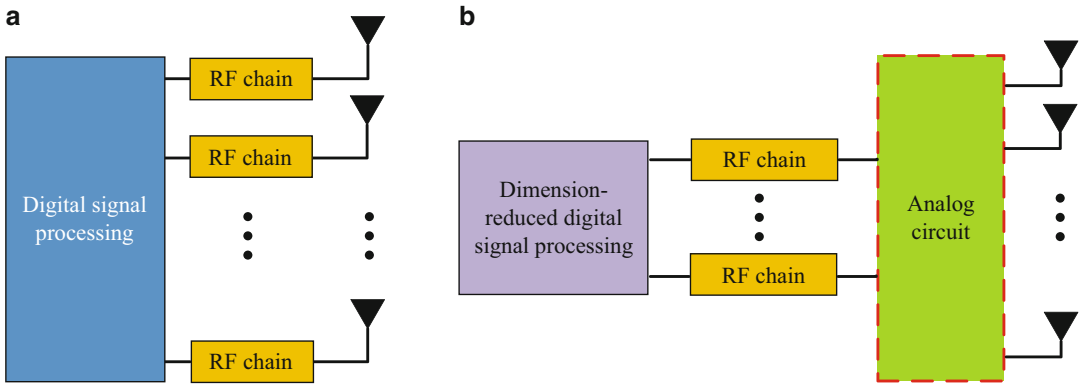 a
RF chain
RF chain
Digital signal
processing
RF chain
b
RF chain
Dimension-
reduced digital
signal processing
RF chain
Analog
circuit